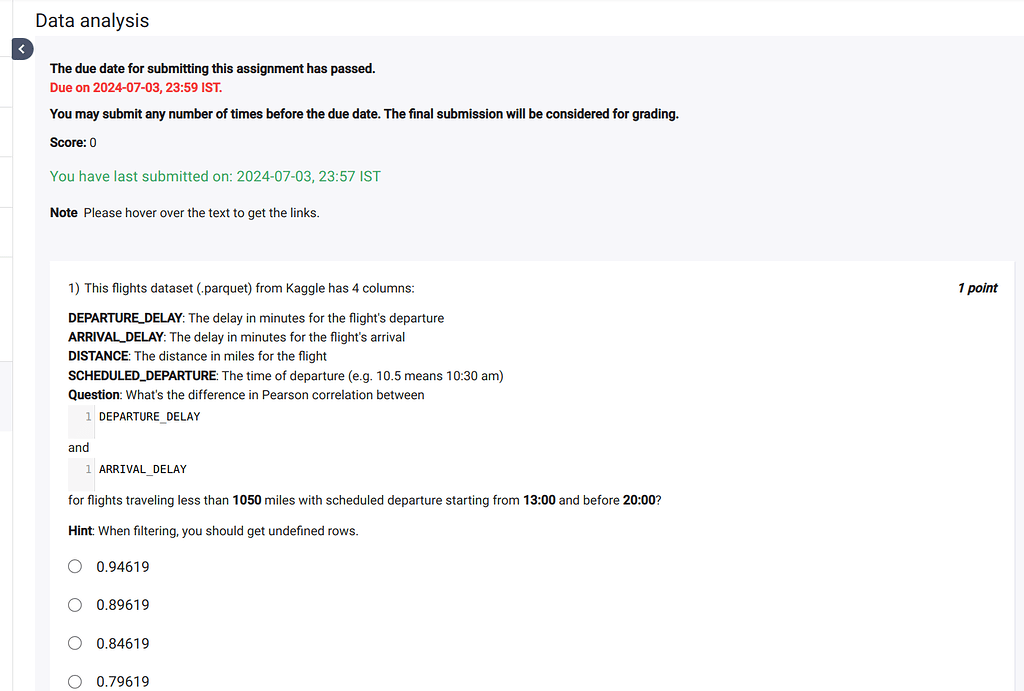 Data analysis
The due date for submitting this assignment has passed.
Due on 2024-07-03, 23:59 IST.
You may submit any number of times before the due date. The final submission will be considered for grading.
Score: 0
You have last submitted on: 2024-07-03, 23:57 IST
Note Please hover over the text to get the links.
1) This flights dataset (.parquet) from Kaggle has 4 columns: 1 point
DEPARTURE_DELAY: The delay in minutes for the flight's departure
ARRIVAL_DELAY: The delay in minutes for the flight's arrival
DISTANCE: The distance in miles for the flight
SCHEDULED_DEPARTURE: The time of departure (e.g. 10.5 means 10:30 am)
Question: What's the difference in Pearson correlation between
1 DEPARTURE_DELAY
and
1 ARRIVAL_DELAY
for flights traveling less than 1050 miles with scheduled departure starting from 13:00 and before 20:00?
Hint: When filtering, you should get undefined rows.
0.94619
0.89619
0.84619
0.79619